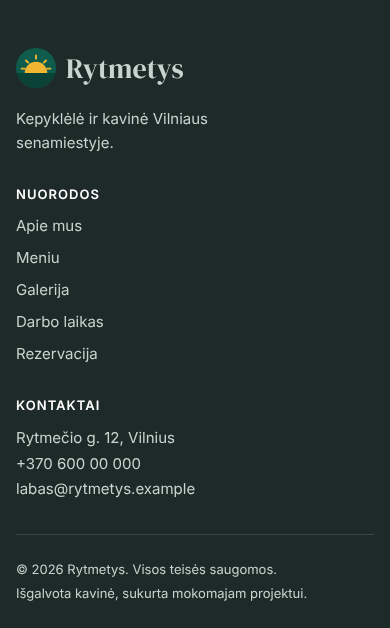 Rytmetys
Kepyklėlė ir kavinė Vilniaus
senamiestyje.
NUORODOS
Apie mus
Meniu
Galerija
Darbo laikas
Rezervacija
KONTAKTAI
Rytmečio g. 12, Vilnius
+370 600 00 000
labas@rytmetys.example
© 2026 Rytmetys. Visos teisės saugomos.
Išgalvota kavinė, sukurta mokomajam projektui.